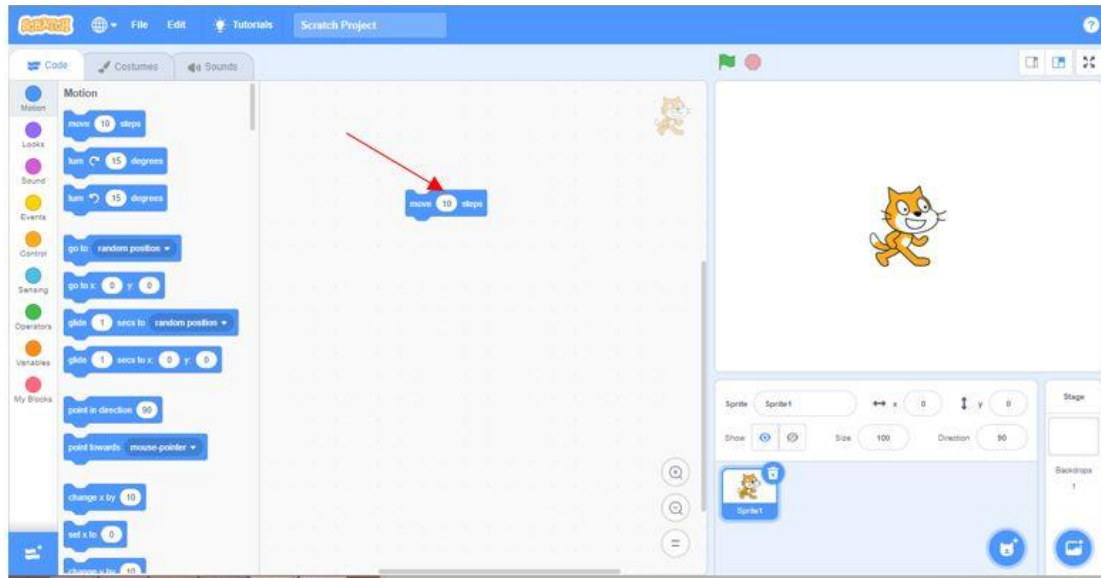 SCRATCH File Edit Tutorials Scratch Project ?
Code Costumes Sounds
Motion
Looks
Sound
Events
Control
Sensing
Operators
Variables
My Blocks
Motion
move 10 steps
turn 15 degrees
turn 15 degrees
go to random position
go to x: 0 y: 0
glide 1 secs to random position
glide 1 secs to x: 0 y: 0
point in direction 90
point towards mouse-pointer
change x by 10
set x to 0
change y by 10
move 10 steps
Sprite Sprite1 x 0 y 0
Show Size 100 Direction 90
Sprite1
Stage
Backdrops
1